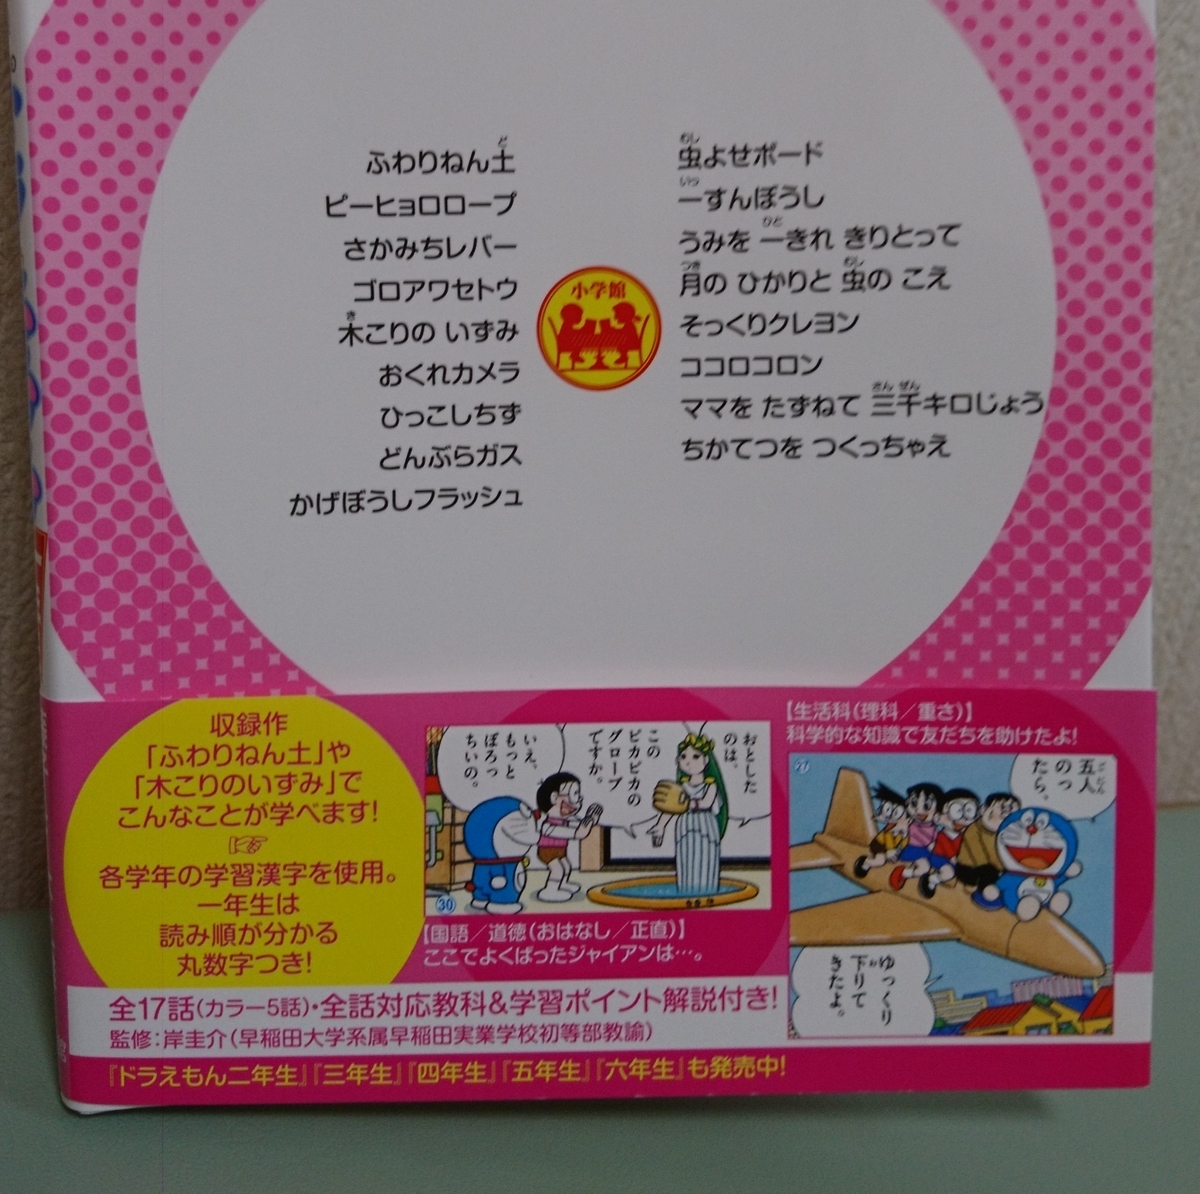 ふわりねん土
ピーヒョロロープ
さかみちレバー
ゴロアワセトウ
木こりの いずみ
おくれカメラ
ひっこしちず
どんぶらガス
かげぼうしフラッシュ
小学館
虫よせボード
一すんぼうし
うみを 一きれ きりとって
月の ひかりと 虫の こえ
そっくりクレヨン
ココロコロン
ママを たずねて 三千キロじょう
ちかてつを つくっちゃえ
収録作
「ふわりねん土」や
「木こりのいずみ」で
こんなことが学べます!
☞
各学年の学習漢字を使用。
一年生は
読み順が分かる
丸数字つき!
おとした
のは、
この
ピカピカの
グローブ
ですか。
いえ、
もっと
ぼろっ
ちいの。
30
【国語/道徳(おはなし/正直)】
ここでよくばったジャイアンは…。
【生活科(理科/重さ)】
科学的な知識で友だちを助けたよ!
27
五人
のっ
たら、
ゆっくり
下りて
きたよ。
全17話(カラー5話)・全話対応教科&学習ポイント解説付き!
監修:岸圭介(早稲田大学系属早稲田実業学校初等部教諭)
『ドラえもん二年生』『三年生』『四年生』『五年生』『六年生』も発売中!